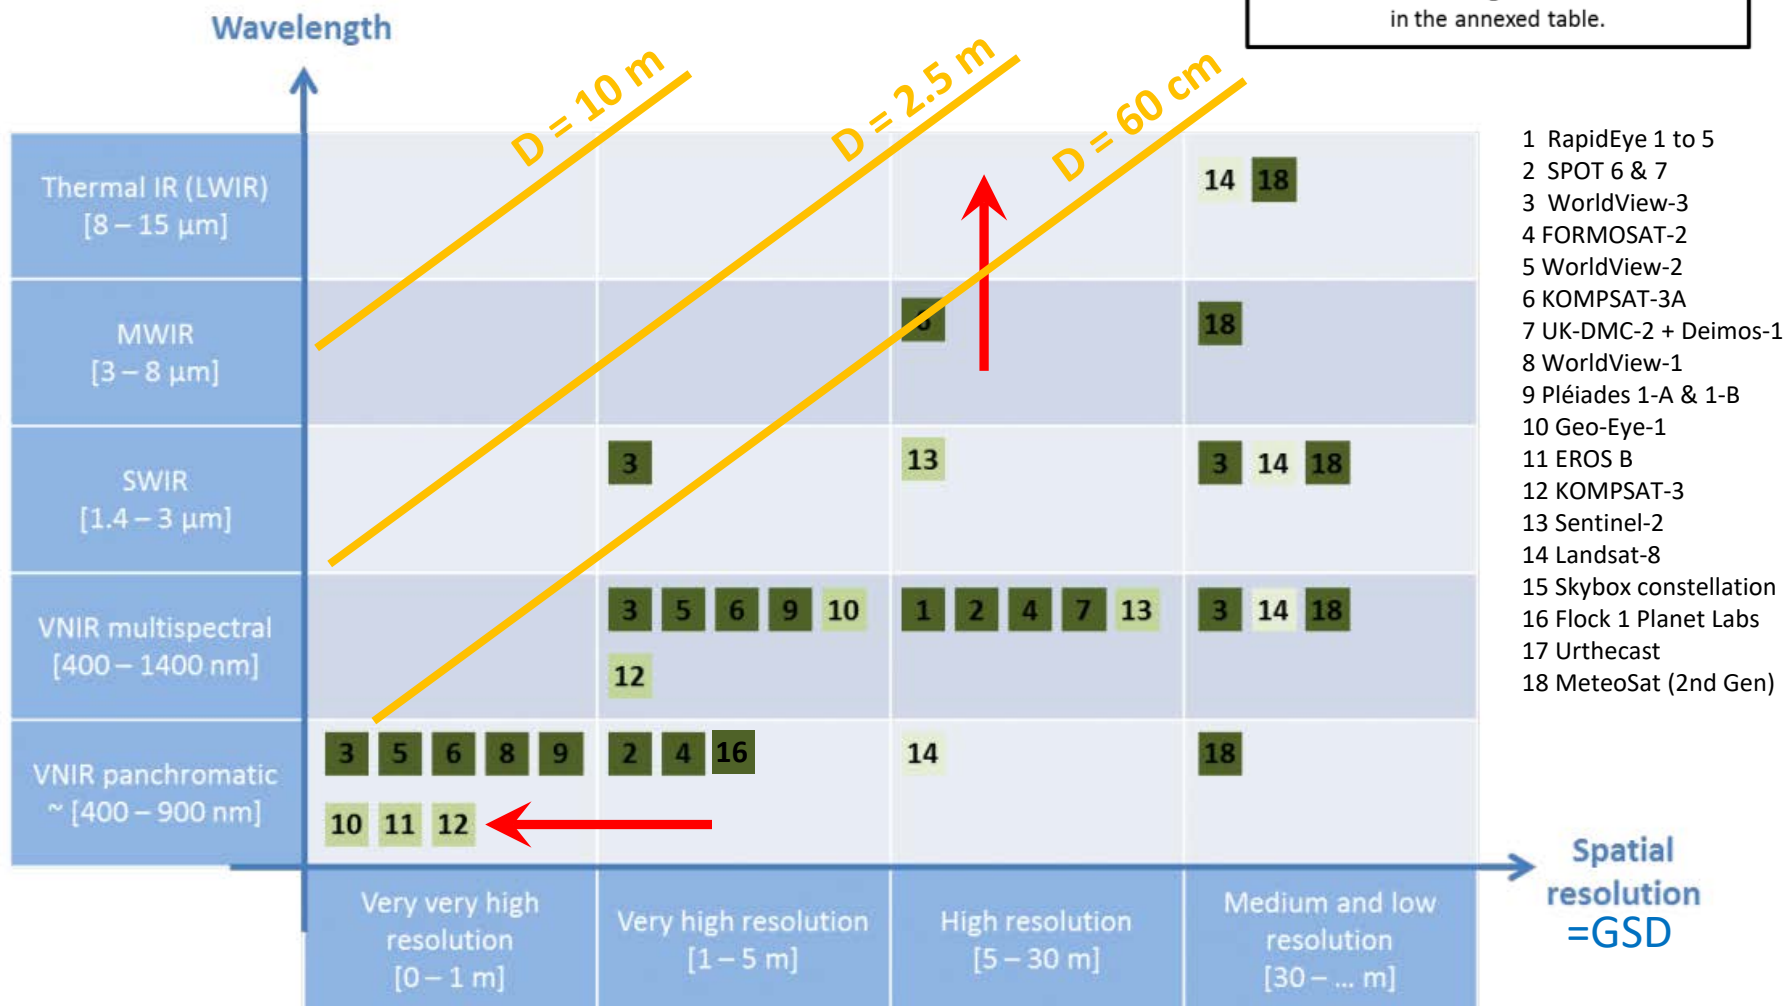 in the annexed table.
Wavelength
D = 10 m
D = 2.5 m
D = 60 cm
Thermal IR (LWIR)
[8 – 15 µm]
14 18
MWIR
[3 – 8 µm]
6 18
SWIR
[1.4 – 3 µm]
3 13 3 14 18
VNIR multispectral
[400 – 1400 nm]
3 5 6 9 10 1 2 4 7 13 3 14 18
12
VNIR panchromatic
~ [400 – 900 nm]
3 5 6 8 9 2 4 16 14 18
10 11 12
Very very high
resolution
[0 – 1 m]
Very high resolution
[1 – 5 m]
High resolution
[5 – 30 m]
Medium and low
resolution
[30 – ... m]
Spatial
resolution
=GSD
1 RapidEye 1 to 5
2 SPOT 6 & 7
3 WorldView-3
4 FORMOSAT-2
5 WorldView-2
6 KOMPSAT-3A
7 UK-DMC-2 + Deimos-1
8 WorldView-1
9 Pléiades 1-A & 1-B
10 Geo-Eye-1
11 EROS B
12 KOMPSAT-3
13 Sentinel-2
14 Landsat-8
15 Skybox constellation
16 Flock 1 Planet Labs
17 Urthecast
18 MeteoSat (2nd Gen)